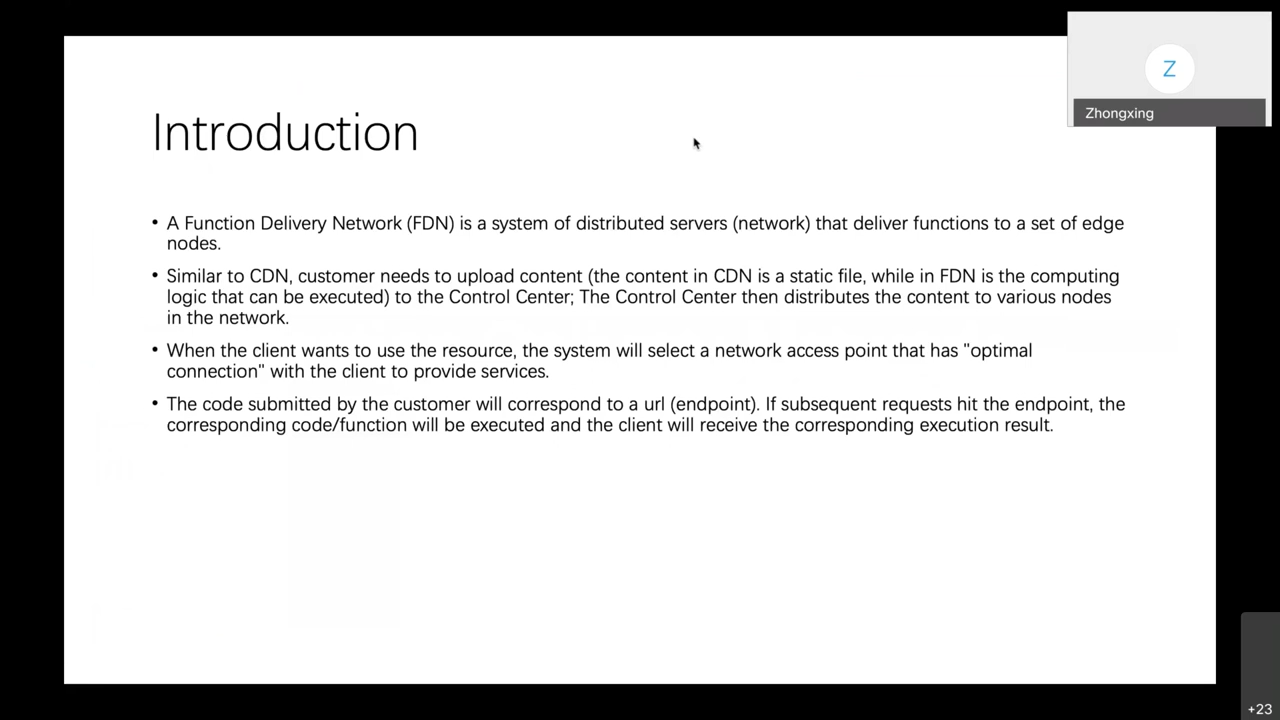 Z
Zhongxing
Introduction
• A Function Delivery Network (FDN) is a system of distributed servers (network) that deliver functions to a set of edge
nodes.
• Similar to CDN, customer needs to upload content (the content in CDN is a static file, while in FDN is the computing
logic that can be executed) to the Control Center; The Control Center then distributes the content to various nodes
in the network.
• When the client wants to use the resource, the system will select a network access point that has "optimal
connection" with the client to provide services.
• The code submitted by the customer will correspond to a url (endpoint). If subsequent requests hit the endpoint, the
corresponding code/function will be executed and the client will receive the corresponding execution result.
+23